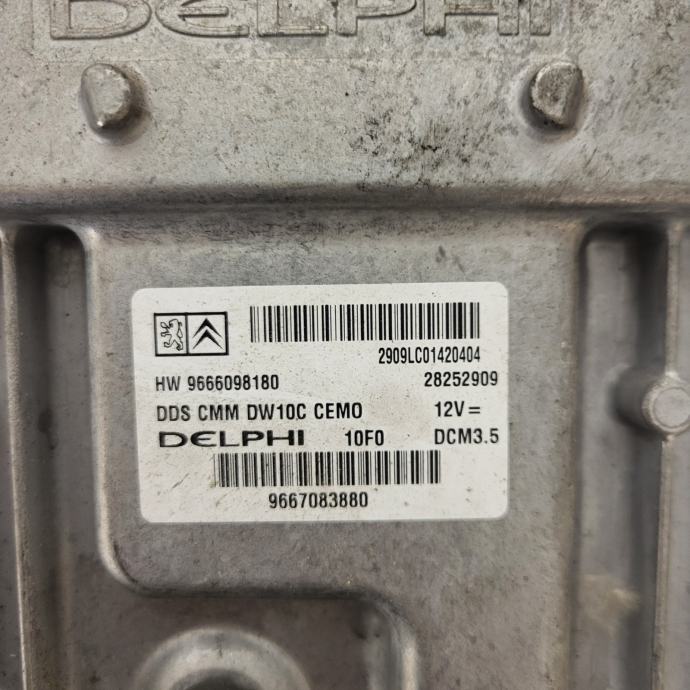 DELPHI
2909LC01420404
HW 9666098180 28252909
DDS CMM DW10C CEMO 12V=
DELPHI 10F0 DCM3.5
9667083880